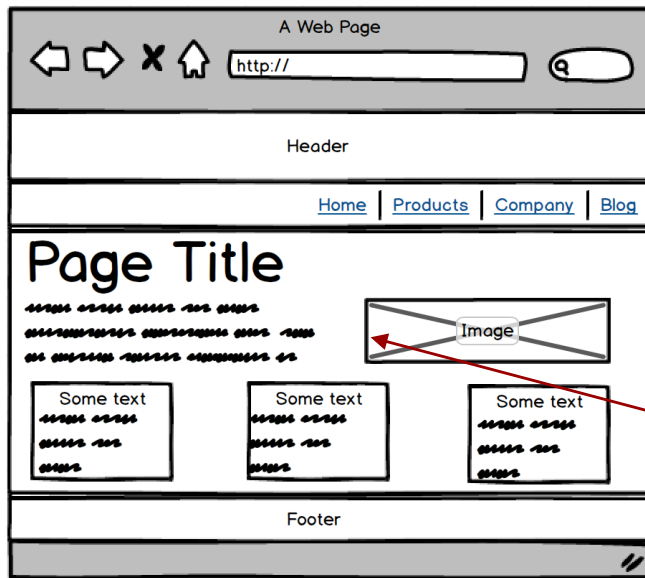 A Web Page
http://
Header
Home Products Company Blog
Page Title
Image
Some text Some text Some text
Footer